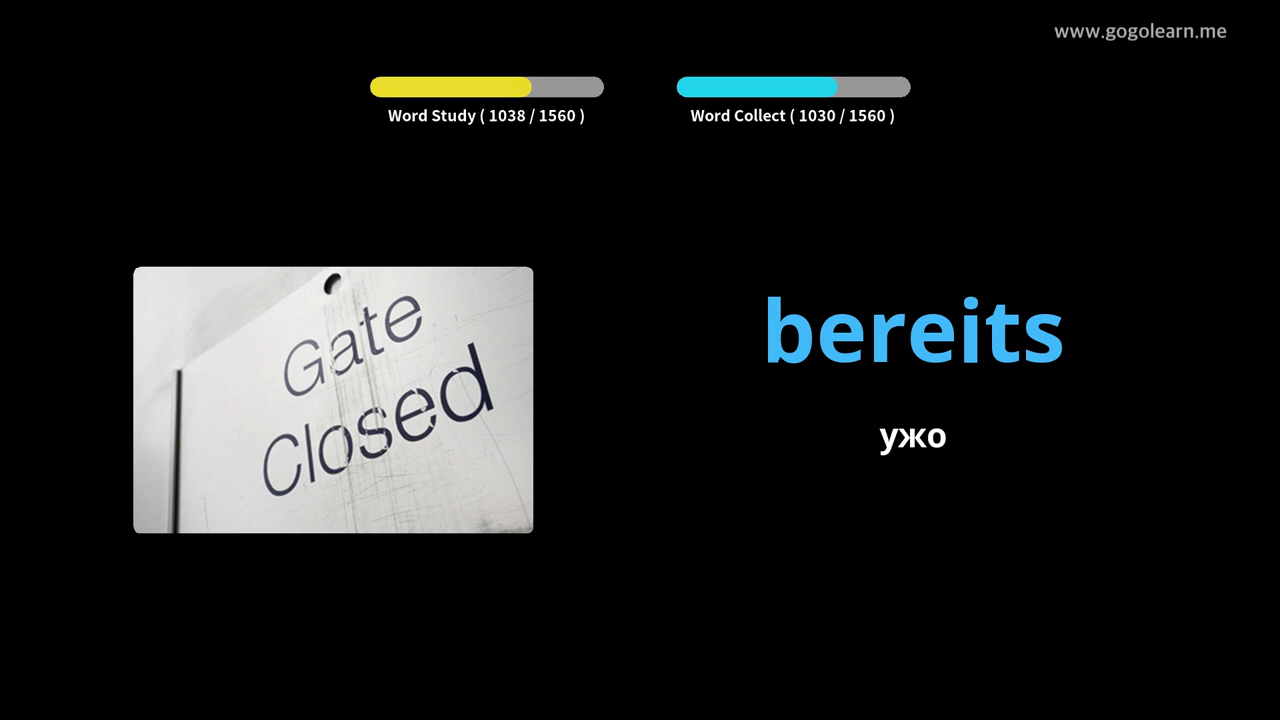 www.gogolearn.me
Word Study ( 1038 / 1560 )
Word Collect ( 1030 / 1560 )
Gate
Closed
bereits
ужо